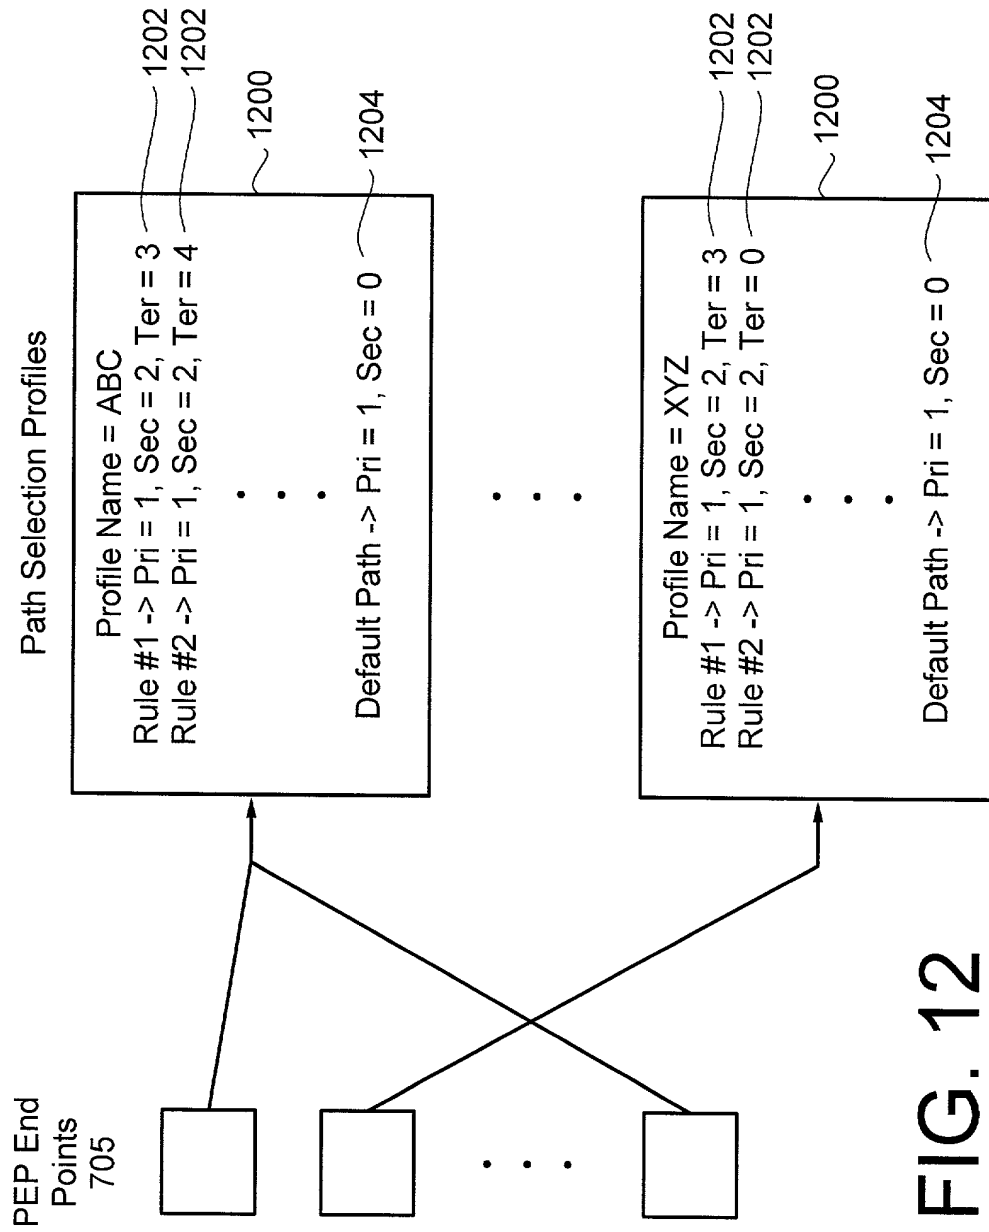 PEP End
Points
705
Path Selection Profiles
Profile Name = ABC
Rule #1 -> Pri = 1, Sec = 2, Ter = 3
1202
Rule #2 -> Pri = 1, Sec = 2, Ter = 4
1202
1200
Default Path -> Pri = 1, Sec = 0
1204
Profile Name = XYZ
Rule #1 -> Pri = 1, Sec = 2, Ter = 3
1202
Rule #2 -> Pri = 1, Sec = 2, Ter = 0
1202
1200
Default Path -> Pri = 1, Sec = 0
1204
FIG. 12